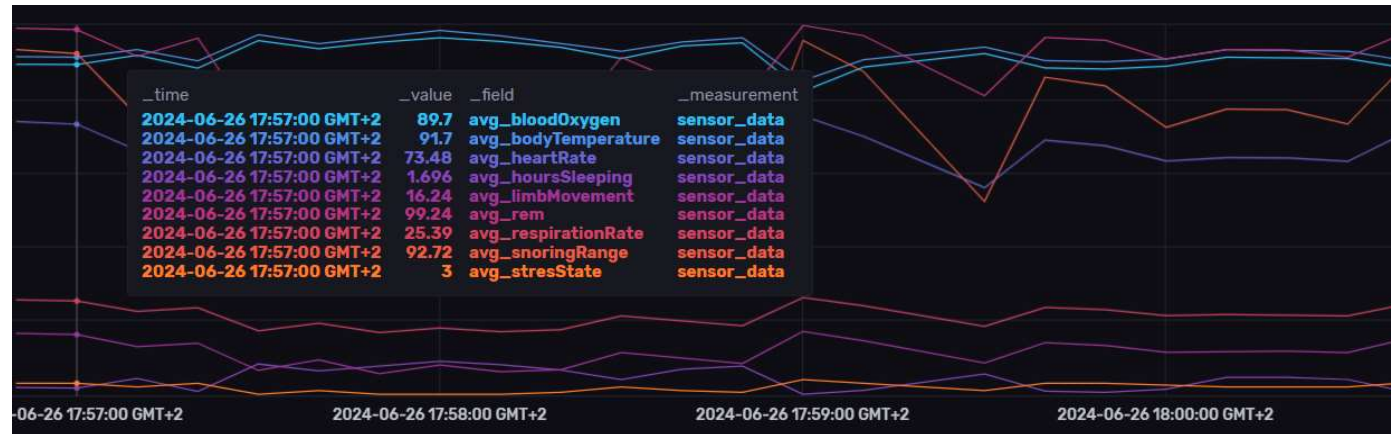 _time _value _field _measurement
2024-06-26 17:57:00 GMT+2 89.7 avg_bloodOxygen sensor_data
2024-06-26 17:57:00 GMT+2 91.7 avg_bodyTemperature sensor_data
2024-06-26 17:57:00 GMT+2 73.48 avg_heartRate sensor_data
2024-06-26 17:57:00 GMT+2 1.696 avg_hoursSleeping sensor_data
2024-06-26 17:57:00 GMT+2 16.24 avg_limbMovement sensor_data
2024-06-26 17:57:00 GMT+2 99.24 avg_rem sensor_data
2024-06-26 17:57:00 GMT+2 25.39 avg_respirationRate sensor_data
2024-06-26 17:57:00 GMT+2 92.72 avg_snoringRange sensor_data
2024-06-26 17:57:00 GMT+2 3 avg_stresState sensor_data
-06-26 17:57:00 GMT+2 2024-06-26 17:58:00 GMT+2 2024-06-26 17:59:00 GMT+2 2024-06-26 18:00:00 GMT+2